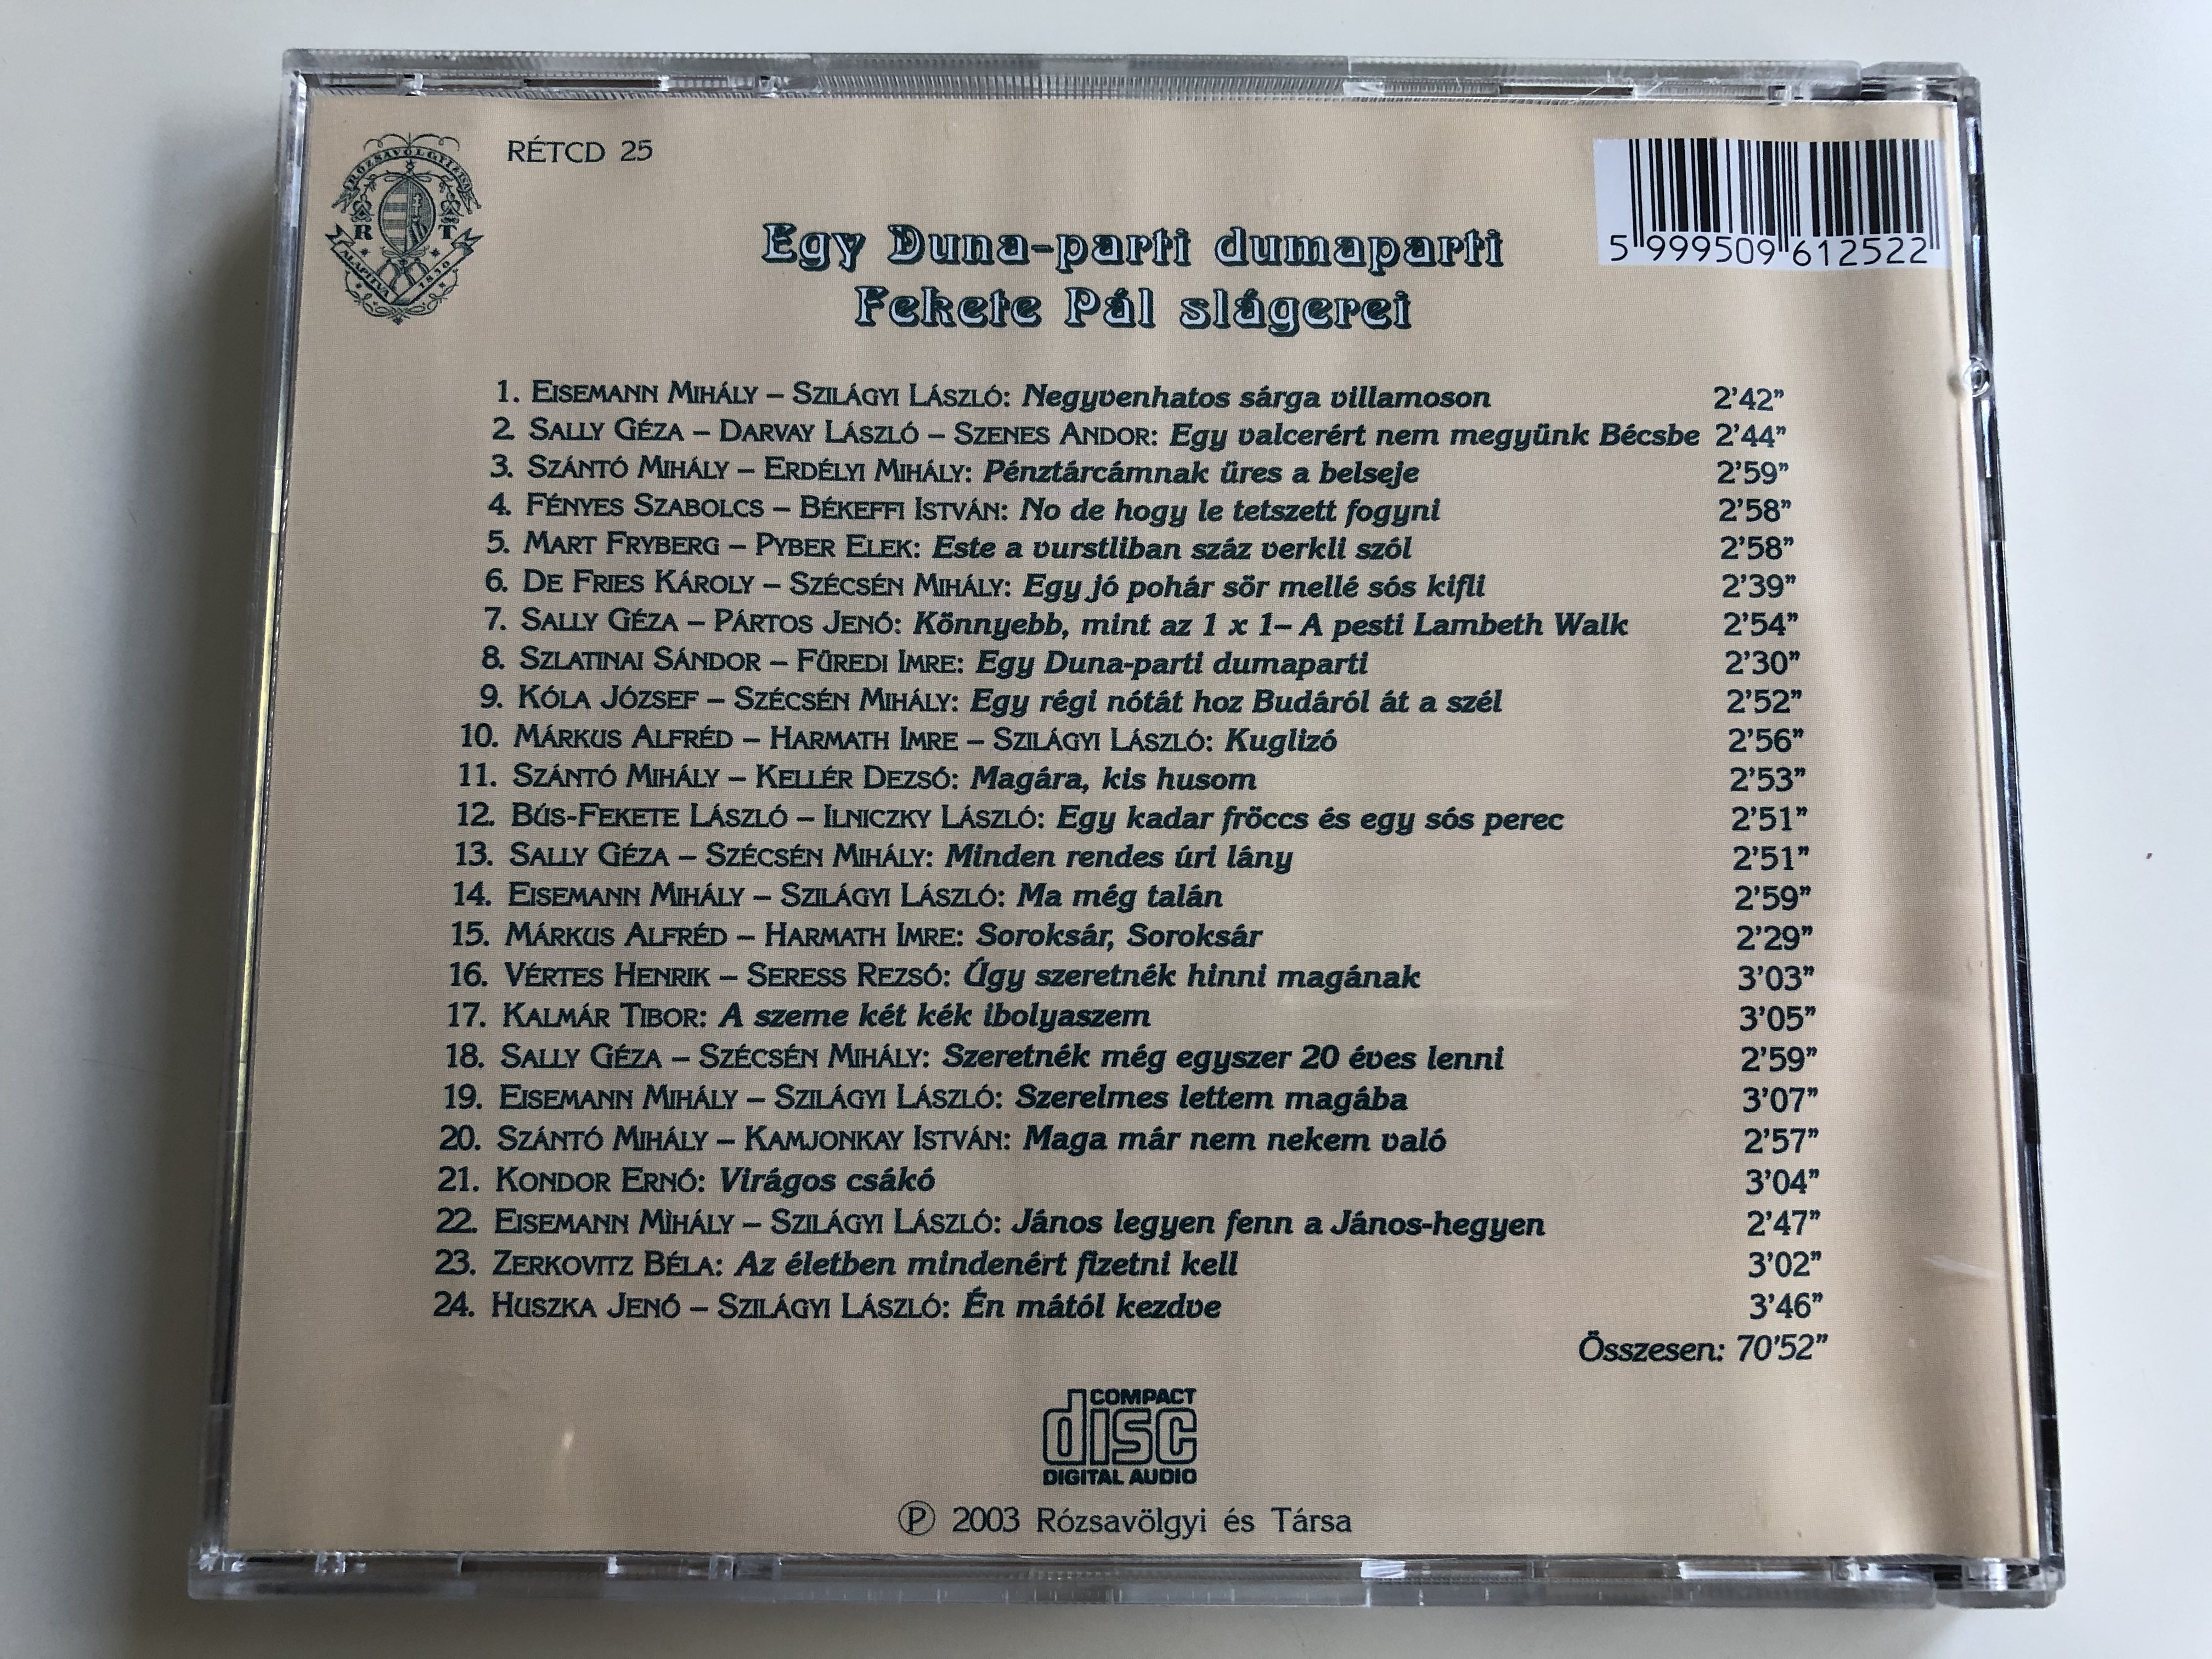 RÓZSAVÖLGYI ÉS TSA
R T
ALAPÍTVA 1850
RÉTCD 25
5 999509 612522
Egy Duna-parti dumaparti
Fekete Pál slágerei
1. EISEMANN MIHÁLY – SZILÁGYI LÁSZLÓ: Negyvenhatos sárga villamoson 2'42"
2. SALLY GÉZA – DARVAY LÁSZLÓ – SZENES ANDOR: Egy valcerért nem megyünk Bécsbe 2'44"
3. SZÁNTÓ MIHÁLY – ERDÉLYI MIHÁLY: Pénztárcámnak üres a belseje 2'59"
4. FÉNYES SZABOLCS – BÉKEFFI ISTVÁN: No de hogy le tetszett fogyni 2'58"
5. MART FRYBERG – PYBER ELEK: Este a vurstliban száz verkli szól 2'58"
6. DE FRIES KÁROLY – SZÉCSÉN MIHÁLY: Egy jó pohár sör mellé sós kifli 2'39"
7. SALLY GÉZA – PÁRTOS JENŐ: Könnyebb, mint az 1 x 1– A pesti Lambeth Walk 2'54"
8. SZLATINAI SÁNDOR – FÜREDI IMRE: Egy Duna-parti dumaparti 2'30"
9. KÓLA JÓZSEF – SZÉCSÉN MIHÁLY: Egy régi nótát hoz Budáról át a szél 2'52"
10. MÁRKUS ALFRÉD – HARMATH IMRE – SZILÁGYI LÁSZLÓ: Kuglizó 2'56"
11. SZÁNTÓ MIHÁLY – KELLÉR DEZSŐ: Magára, kis husom 2'53"
12. BÚS-FEKETE LÁSZLÓ – ILNICZKY LÁSZLÓ: Egy kadar fröccs és egy sós perec 2'51"
13. SALLY GÉZA – SZÉCSÉN MIHÁLY: Minden rendes úri lány 2'51"
14. EISEMANN MIHÁLY – SZILÁGYI LÁSZLÓ: Ma még talán 2'59"
15. MÁRKUS ALFRÉD – HARMATH IMRE: Soroksár, Soroksár 2'29"
16. VÉRTES HENRIK – SERESS REZSŐ: Úgy szeretnék hinni magának 3'03"
17. KALMÁR TIBOR: A szeme két kék ibolyaszem 3'05"
18. SALLY GÉZA – SZÉCSÉN MIHÁLY: Szeretnék még egyszer 20 éves lenni 2'59"
19. EISEMANN MIHÁLY – SZILÁGYI LÁSZLÓ: Szerelmes lettem magába 3'07"
20. SZÁNTÓ MIHÁLY – KAMJONKAY ISTVÁN: Maga már nem nekem való 2'57"
21. KONDOR ERNŐ: Virágos csákó 3'04"
22. EISEMANN MÌHÁLY – SZILÁGYI LÁSZLÓ: János legyen fenn a János-hegyen 2'47"
23. ZERKOVITZ BÉLA: Az életben mindenért fizetni kell 3'02"
24. HUSZKA JENŐ – SZILÁGYI LÁSZLÓ: Én mától kezdve 3'46"
Összesen: 70'52"
COMPACT
disc
DIGITAL AUDIO
Ⓟ 2003 Rózsavölgyi és Társa